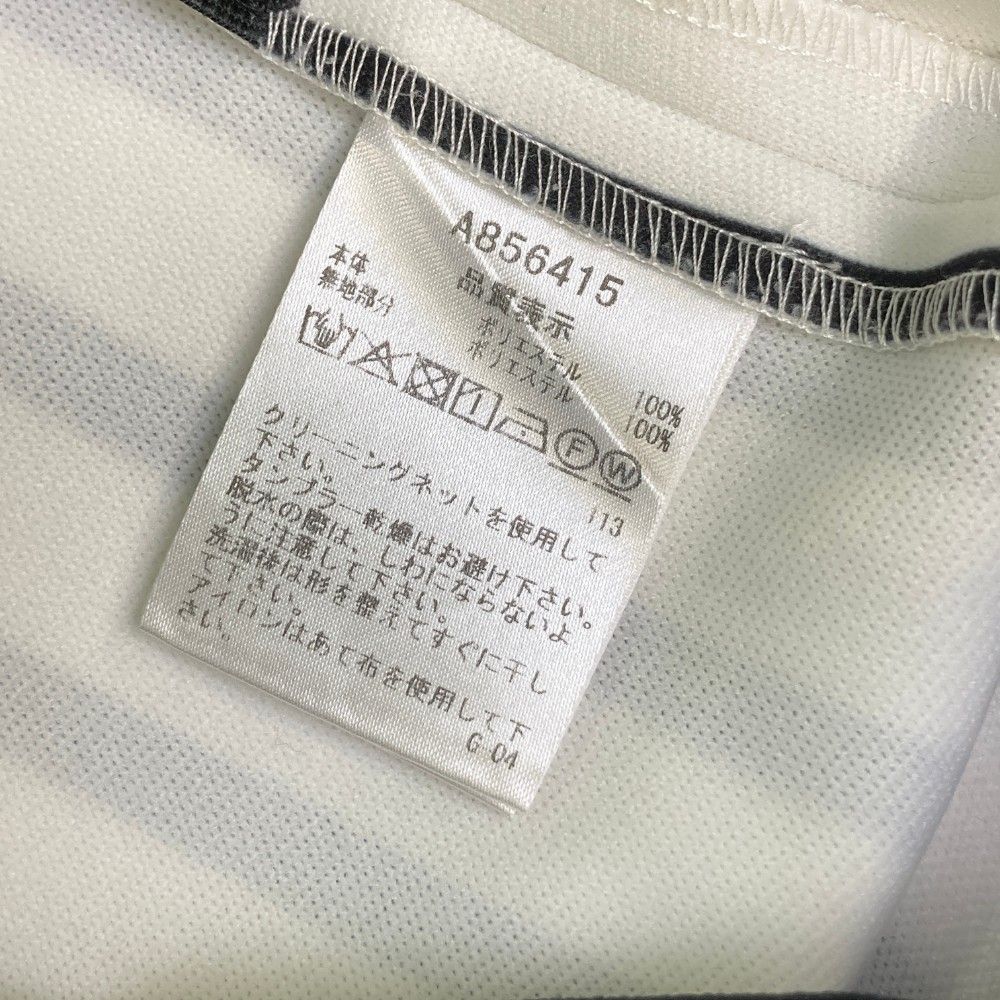 A856415
品質表示
本体 ポリエステル 100%
無地部分 ポリエステル 100%
F W
113
クリーニングネットを使用して
下さい。
タンブラー乾燥はお避け下さい。
脱水の際は、しわにならないよ
うに注意して下さい。
洗濯後は形を整えてすぐに干し
て下さい。
アイロンはあて布を使用して下
さい。
G 04